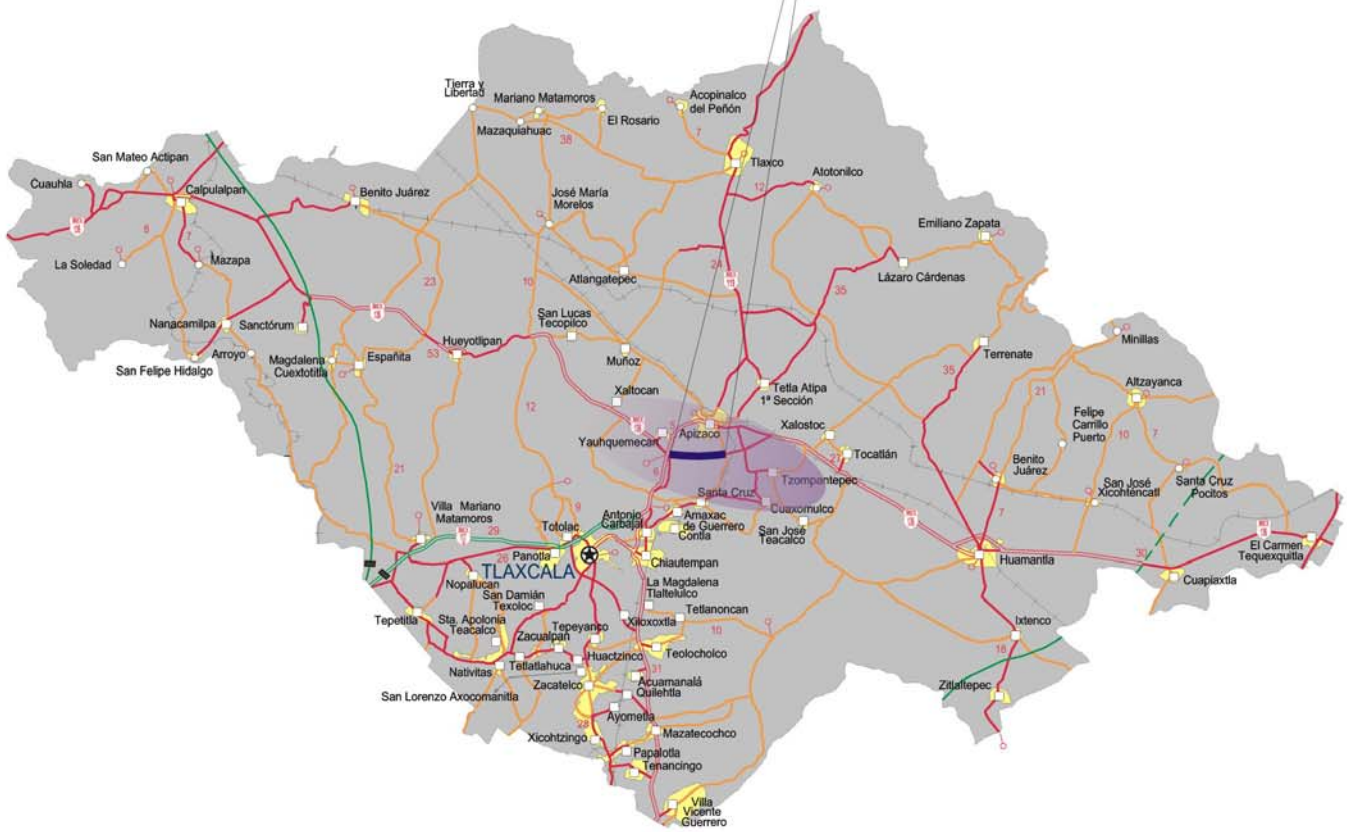 Tierra y
Libertad
Mariano Matamoros
Acopinalco
del Peñón
El Rosario
Mazaquiahuac
38
7
San Mateo Actipan
Tlaxco
Cuauhla
Calpulalpan
Benito Juárez
José María
Morelos
12
Atotonilco
8
7
Emiliano Zapata
La Soledad
Mazapa
23
10
Atlangatepec
24
35
Lázaro Cárdenas
Nanacamilpa
Sanctórum
Hueyotlipan
San Lucas
Tecopilco
Muñoz
Minillas
Terrenate
San Felipe Hidalgo
Arroyo
Magdalena
Cuextotitla
Españita
53
35
Tetla Atipa
1ª Sección
21
Altzayanca
Xaltocan
12
Xalostoc
Felipe
Carrillo
Puerto
10
7
Yauhquemecan
Apizaco
27
Tocatlán
6
Benito
Juárez
21
Tzompantepec
San José
Xicohténcatl
Santa Cruz
Pocitos
Santa Cruz
Cuaxomulco
7
Villa Mariano
Matamoros
Totolac
9
Antonio
Carbajal
Amaxac
de Guerrero
Contla
San José
Teacalco
29
30
El Carmen
Tequexquitla
Panotla
26
TLAXCALA
Chiautempan
Huamantla
Cuapiaxtla
Nopalucan
San Damián
Texoloc
La Magdalena
Tlaltelulco
Tetlanoncan
Tepetitla
Sta. Apolonia
Teacalco
Zacualpan
Tepeyanco
Xiloxoxtla
10
Ixtenco
18
Nativitas
Tetlatlahuca
Huactzinco
Teolocholco
31
San Lorenzo Axocomanitla
Zacatelco
Acuamanalá
Quilehtla
Zitlaltepec
Ayometla
28
Xicohtzingo
Mazatecochco
Papalotla
Tenancingo
Villa
Vicente
Guerrero